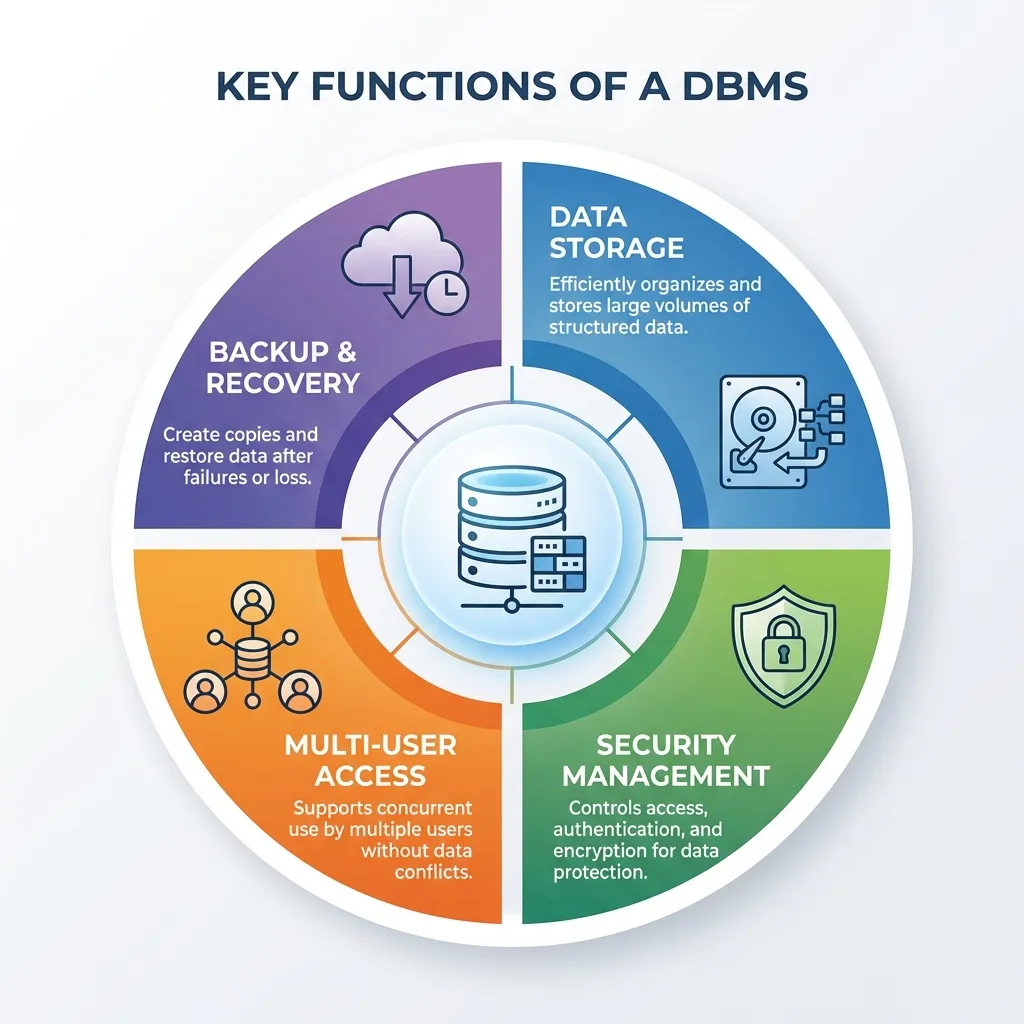 KEY FUNCTIONS OF A DBMS
BACKUP &
RECOVERY
Create copies and
restore data after
failures or loss.
DATA
STORAGE
Efficiently organizes and
stores large volumes of
structured data.
MULTI-USER
ACCESS
Supports concurrent
use by multiple users
without data
conflicts.
SECURITY
MANAGEMENT
Controls access,
authentication, and
encryption for data
protection.